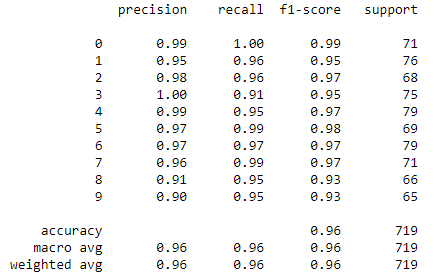 precision recall f1-score support
0 0.99 1.00 0.99 71
1 0.95 0.96 0.95 76
2 0.98 0.96 0.97 68
3 1.00 0.91 0.95 75
4 0.99 0.95 0.97 79
5 0.97 0.99 0.98 69
6 0.97 0.97 0.97 79
7 0.96 0.99 0.97 71
8 0.91 0.95 0.93 66
9 0.90 0.95 0.93 65
accuracy 0.96 719
macro avg 0.96 0.96 0.96 719
weighted avg 0.96 0.96 0.96 719